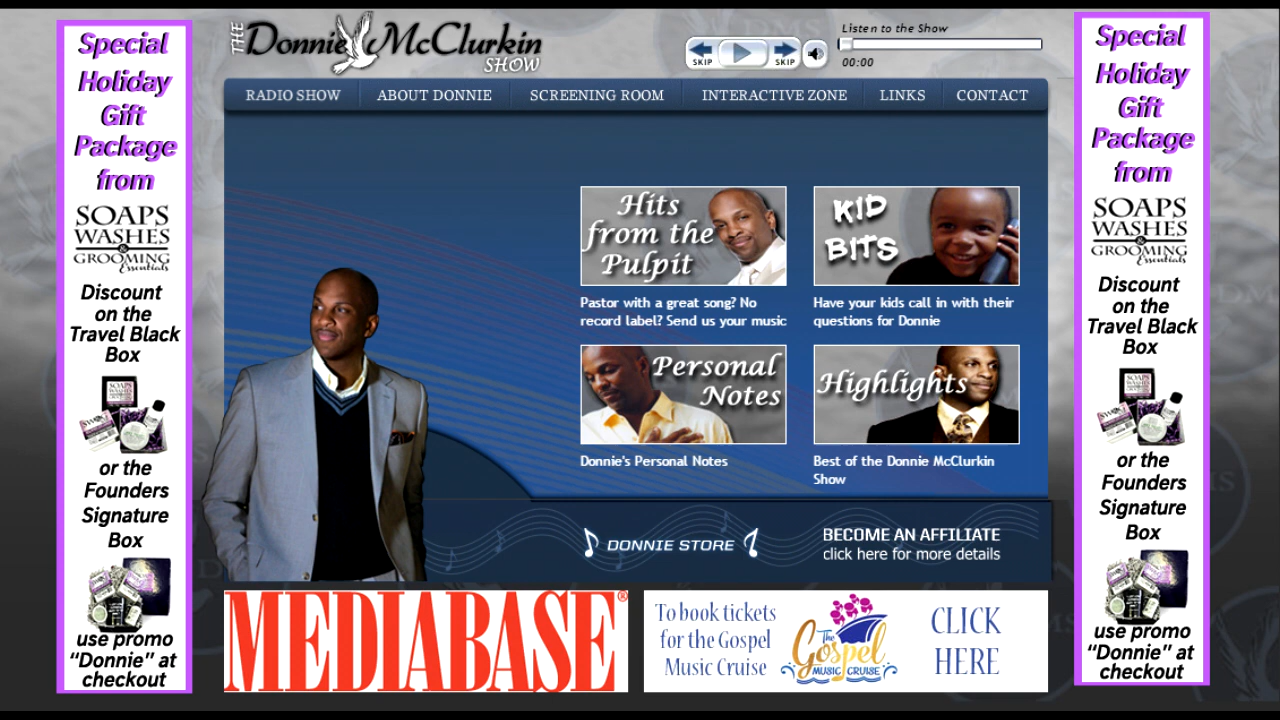 Special
Holiday
Gift
Package
from
SOAPS
WASHES
&
GROOMING
Essentials
Discount
on the
Travel Black
Box
or the
Founders
Signature
Box
use promo
“Donnie” at
checkout
THE Donnie McClurkin
SHOW
SKIP SKIP
Listen to the Show
00:00
RADIO SHOW ABOUT DONNIE SCREENING ROOM INTERACTIVE ZONE LINKS CONTACT
Hits
from the
Pulpit
Pastor with a great song? No
record label? Send us your music
KID
BITS
Have your kids call in with their
questions for Donnie
Personal
Notes
Donnie's Personal Notes
Highlights
Best of the Donnie McClurkin
Show
DONNIE STORE
BECOME AN AFFILIATE
click here for more details
MEDIABASE®
To book tickets
for the Gospel
Music Cruise
The
Gospel
MUSIC CRUISE
CLICK
HERE
Special
Holiday
Gift
Package
from
SOAPS
WASHES
&
GROOMING
Essentials
Discount
on the
Travel Black
Box
or the
Founders
Signature
Box
use promo
“Donnie” at
checkout